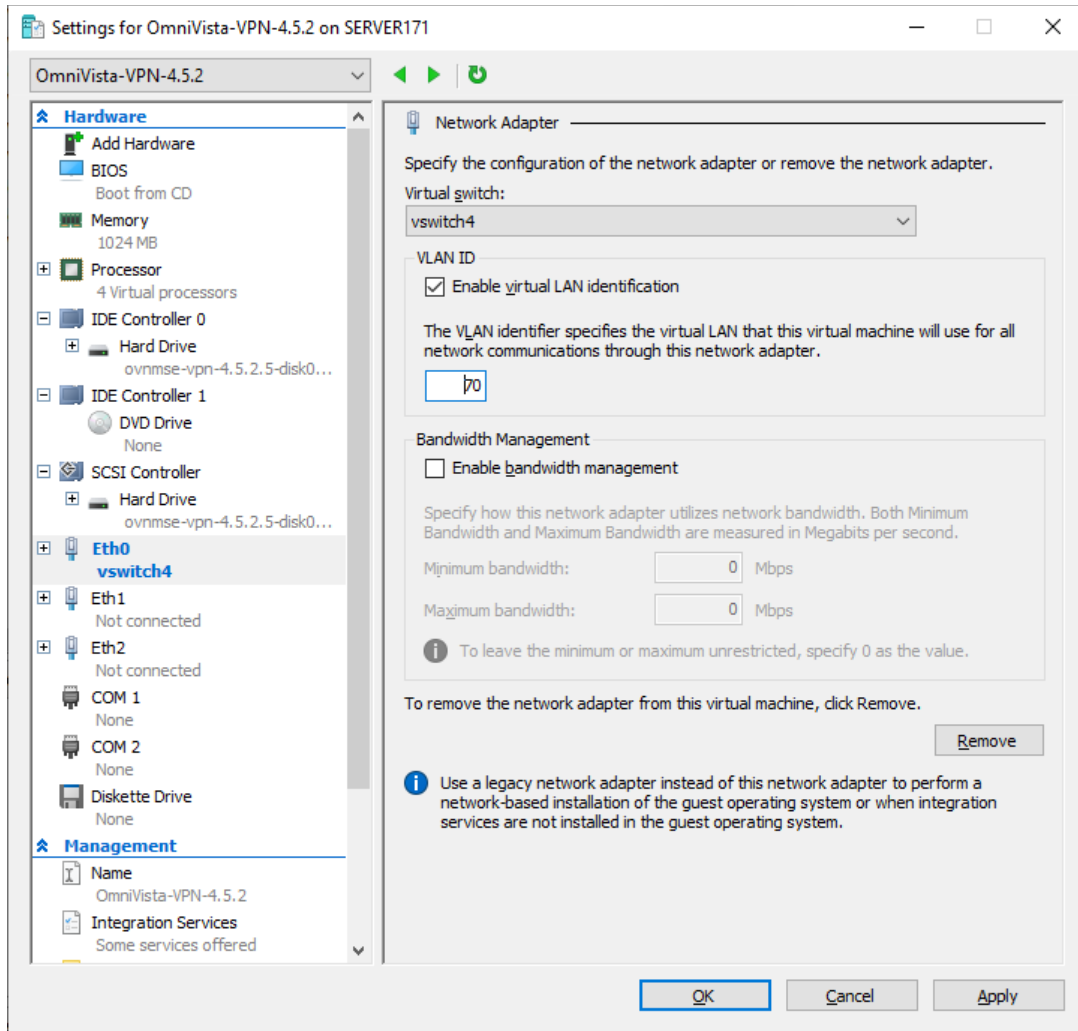 Settings for OmniVista-VPN-4.5.2 on SERVER171
OmniVista-VPN-4.5.2
Hardware
Add Hardware
BIOS
Boot from CD
Memory
1024 MB
Processor
4 Virtual processors
IDE Controller 0
Hard Drive
ovnmse-vpn-4.5.2.5-disk0...
IDE Controller 1
DVD Drive
None
SCSI Controller
Hard Drive
ovnmse-vpn-4.5.2.5-disk0...
Eth0
vswitch4
Eth1
Not connected
Eth2
Not connected
COM 1
None
COM 2
None
Diskette Drive
None
Management
Name
OmniVista-VPN-4.5.2
Integration Services
Some services offered
Network Adapter
Specify the configuration of the network adapter or remove the network adapter.
Virtual switch:
vswitch4
VLAN ID
Enable virtual LAN identification
The VLAN identifier specifies the virtual LAN that this virtual machine will use for all
network communications through this network adapter.
70
Bandwidth Management
Enable bandwidth management
Specify how this network adapter utilizes network bandwidth. Both Minimum
Bandwidth and Maximum Bandwidth are measured in Megabits per second.
Minimum bandwidth: 0 Mbps
Maximum bandwidth: 0 Mbps
To leave the minimum or maximum unrestricted, specify 0 as the value.
To remove the network adapter from this virtual machine, click Remove.
Remove
Use a legacy network adapter instead of this network adapter to perform a
network-based installation of the guest operating system or when integration
services are not installed in the guest operating system.
OK Cancel Apply